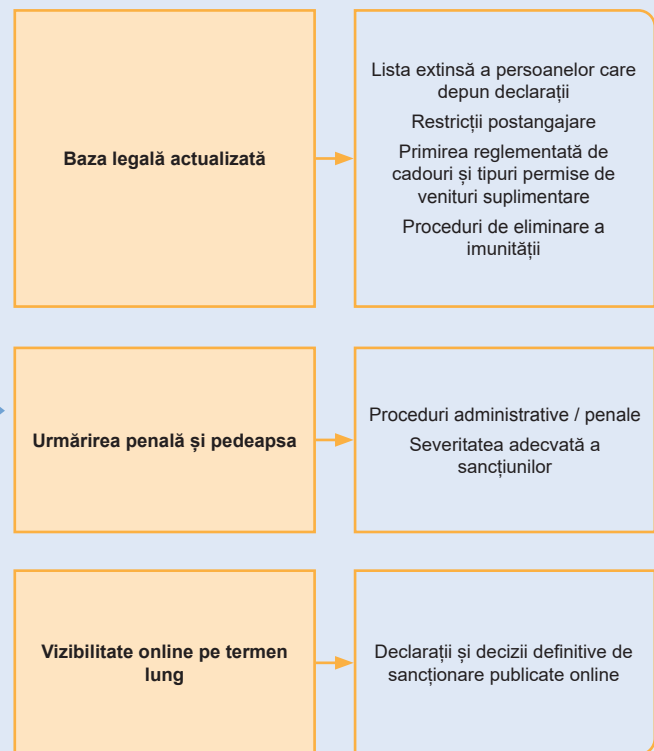 Baza legală actualizată
Lista extinsă a persoanelor care
depun declarații
Restricții postangajare
Primirea reglementată de
cadouri și tipuri permise de
venituri suplimentare
Proceduri de eliminare a
imunității
Urmărirea penală și pedeapsa
Proceduri administrative / penale
Severitatea adecvată a
sancțiunilor
Vizibilitate online pe termen
lung
Declarații și decizii definitive de
sancționare publicate online